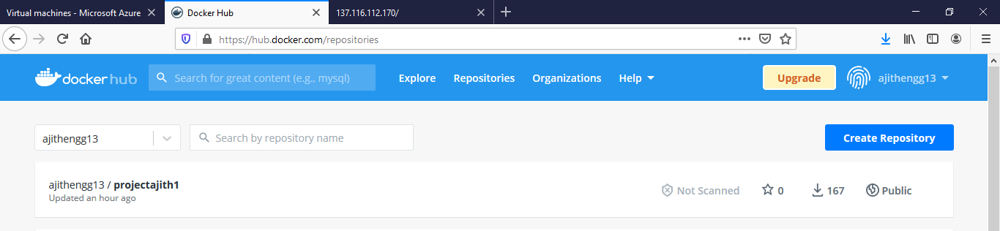 Virtual machines - Microsoft Azure
Docker Hub
137.116.112.170/
https://hub.docker.com/repositories
docker hub
Search for great content (e.g., mysql)
Explore
Repositories
Organizations
Help
Upgrade
ajithengg13
ajithengg13
Search by repository name
Create Repository
ajithengg13 / projectajith1
Updated an hour ago
Not Scanned
0
167
Public